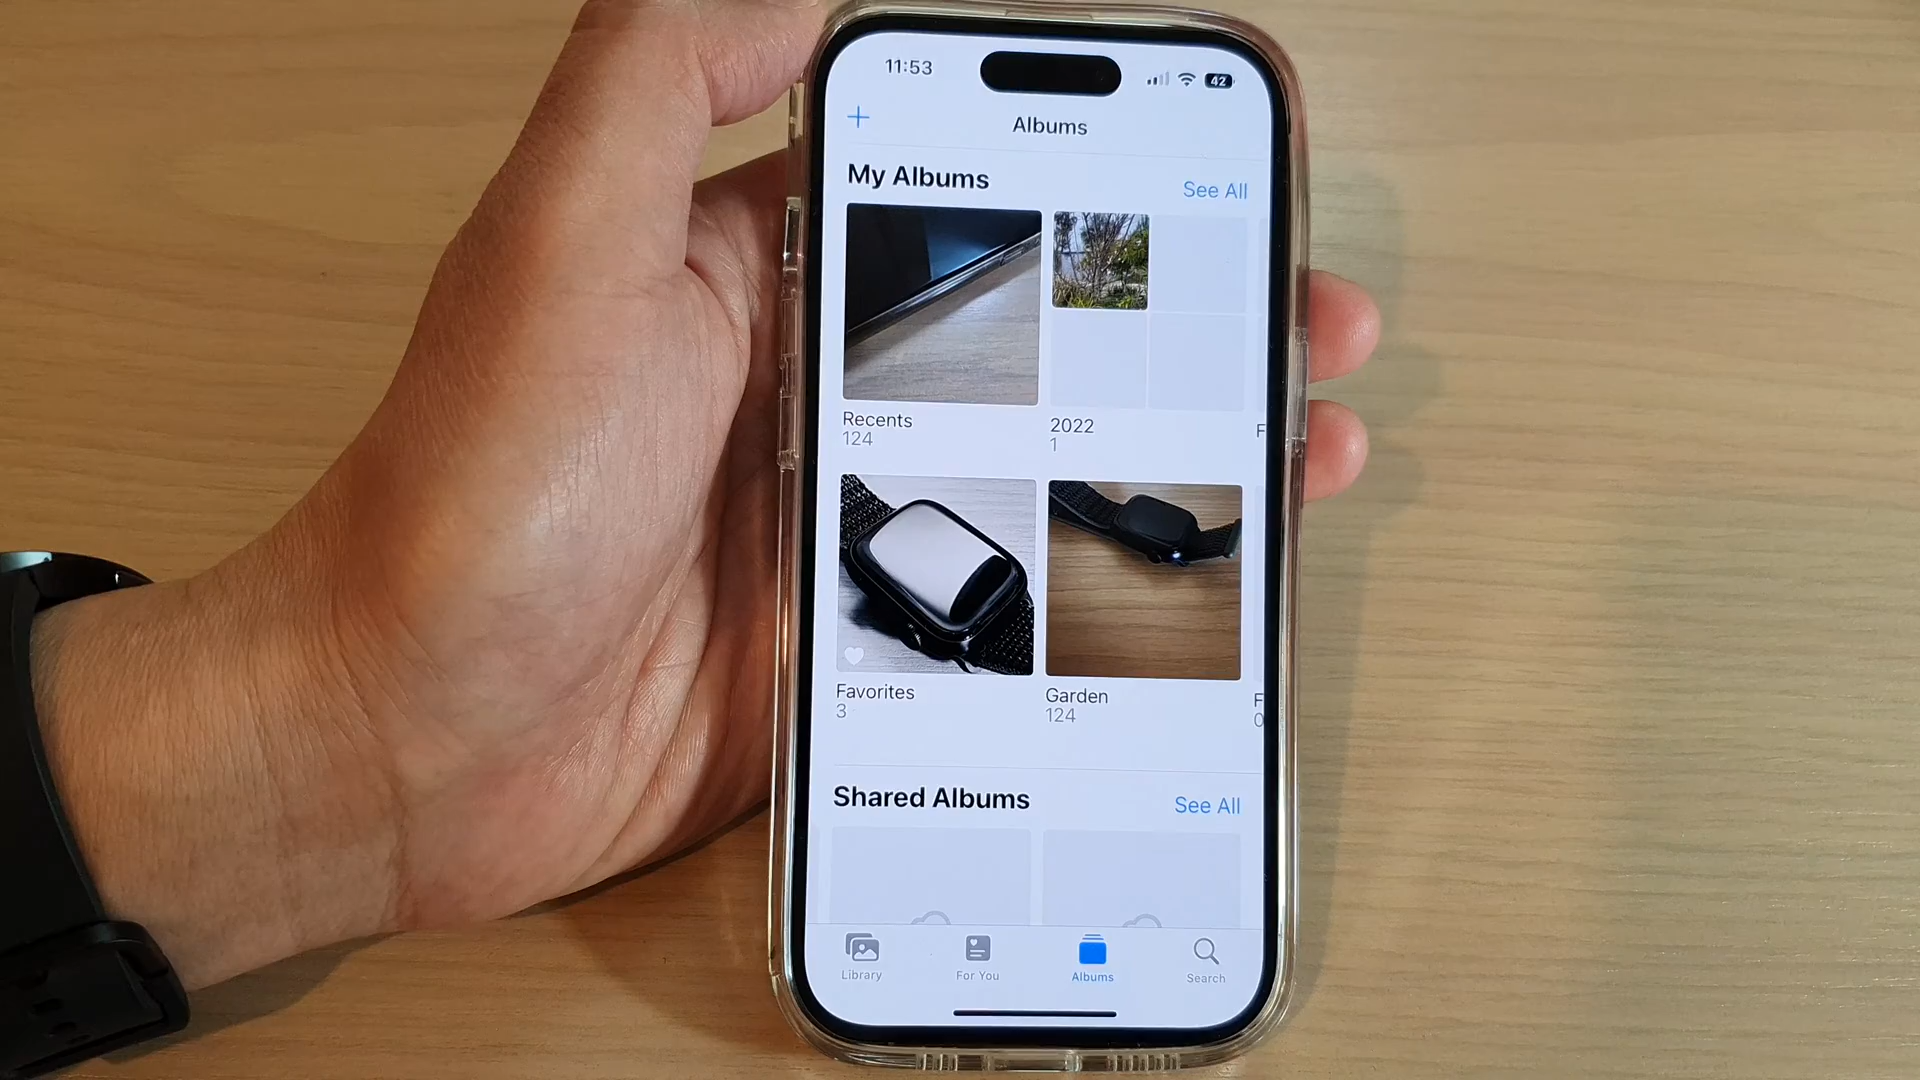 11:53
42
Albums
My Albums
See All
Recents
124
2022
1
F
Favorites
3
Garden
124
F
0
Shared Albums
See All
Library
For You
Albums
Search